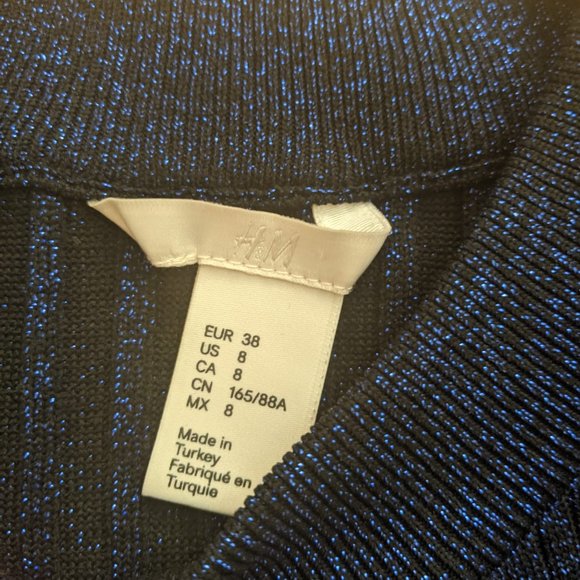 H&M
EUR 38
US 8
CA 8
CN 165/88A
MX 8
Made in
Turkey
Fabriqué en
Turquie